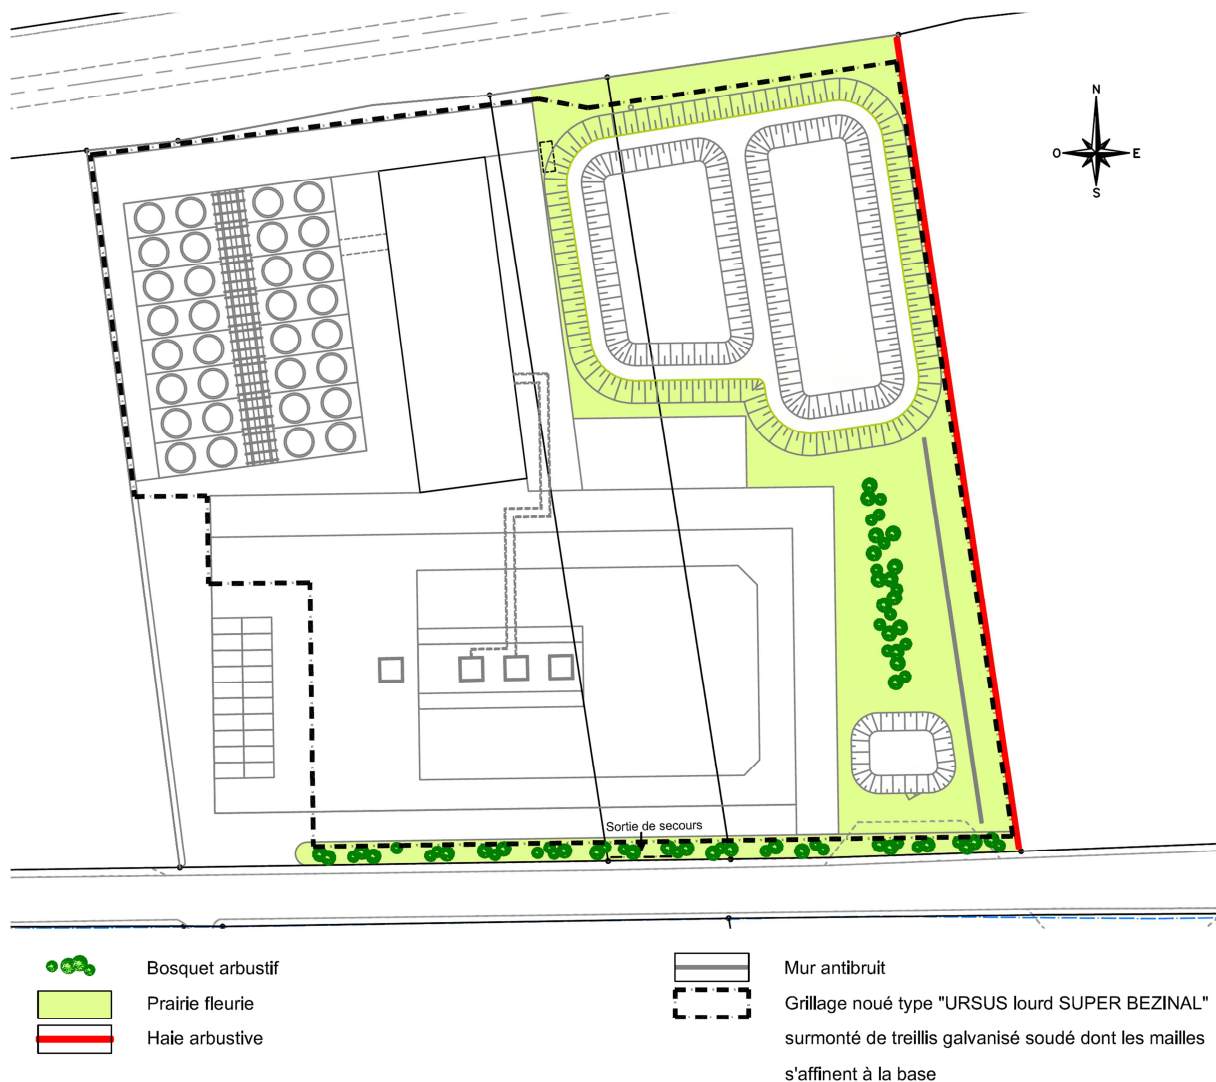 N
O E
S
Sortie de secours
Bosquet arbustif
Prairie fleurie
Haie arbustive
Mur antibruit
Grillage noué type "URSUS lourd SUPER BEZINAL"
surmonté de treillis galvanisé soudé dont les mailles
s'affinent à la base